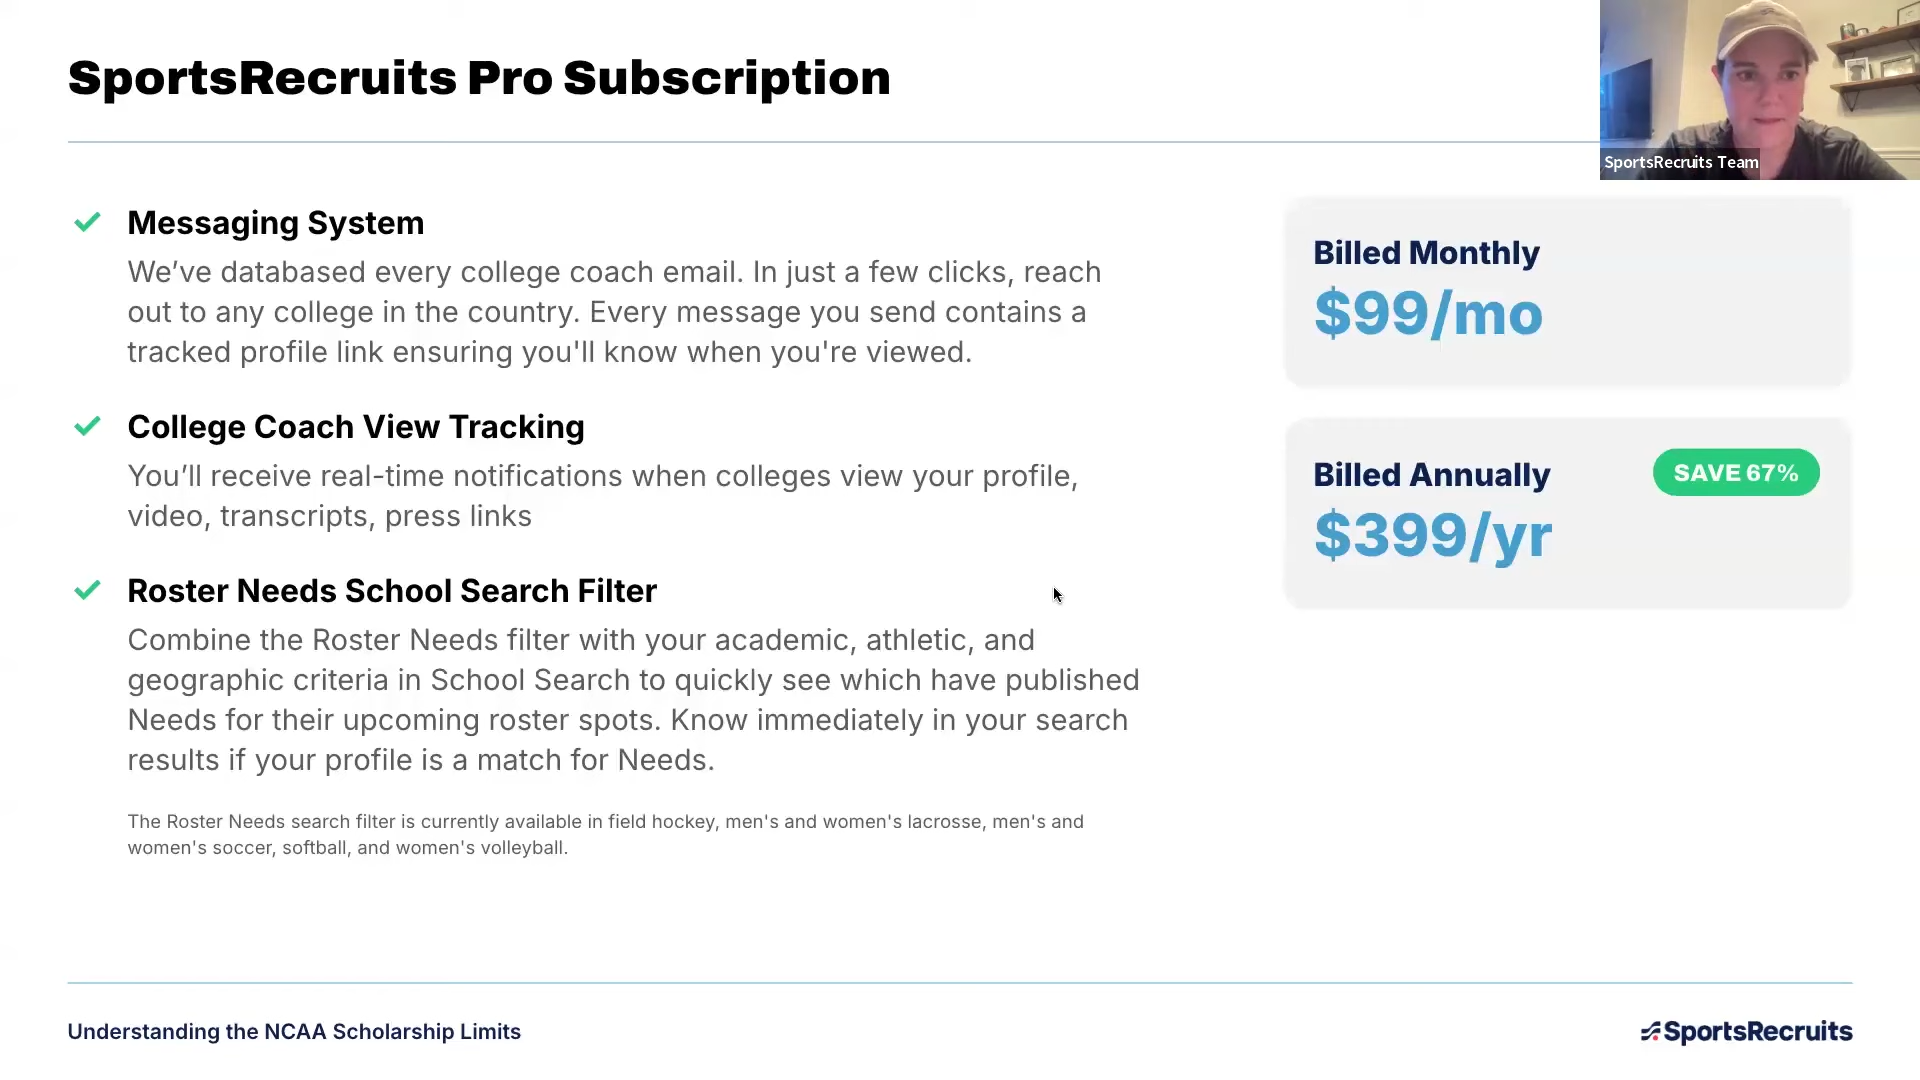 SportsRecruits Pro Subscription
SportsRecruits Team
Messaging System
We’ve databased every college coach email. In just a few clicks, reach
out to any college in the country. Every message you send contains a
tracked profile link ensuring you'll know when you're viewed.
College Coach View Tracking
You’ll receive real-time notifications when colleges view your profile,
video, transcripts, press links
Roster Needs School Search Filter
Combine the Roster Needs filter with your academic, athletic, and
geographic criteria in School Search to quickly see which have published
Needs for their upcoming roster spots. Know immediately in your search
results if your profile is a match for Needs.
The Roster Needs search filter is currently available in field hockey, men's and women's lacrosse, men's and
women's soccer, softball, and women's volleyball.
Billed Monthly
$99/mo
Billed Annually
SAVE 67%
$399/yr
Understanding the NCAA Scholarship Limits
SportsRecruits